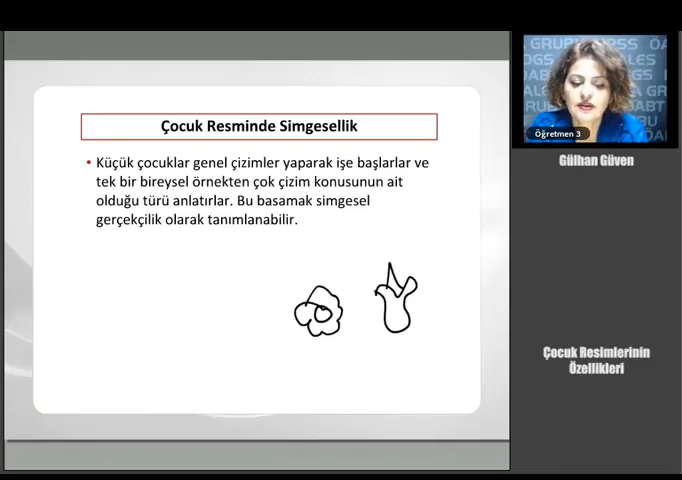 Çocuk Resminde Simgesellik
• Küçük çocuklar genel çizimler yaparak işe başlarlar ve
tek bir bireysel örnekten çok çizim konusunun ait
olduğu türü anlatırlar. Bu basamak simgesel
gerçekçilik olarak tanımlanabilir.
Öğretmen 3
Gülhan Güven
Çocuk Resimlerinin
Özellikleri